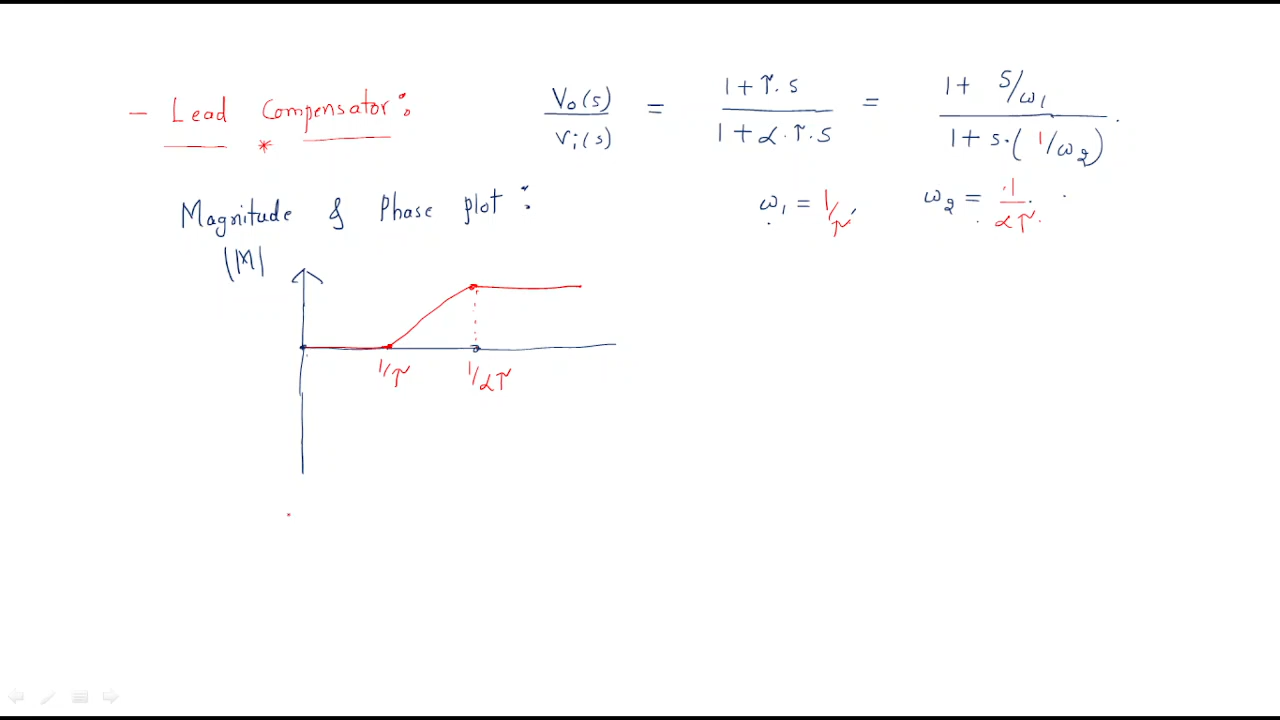 - Lead Compensator: Vo(s)/Vi(s) = (1+τ.s)/(1+α.τ.s) = (1+ S/ω1)/(1+ s.(1/ω2)).
*
Magnitude & Phase plot: ω1 = 1/τ, ω2 = 1/ατ.
|M|
1/τ 1/ατ